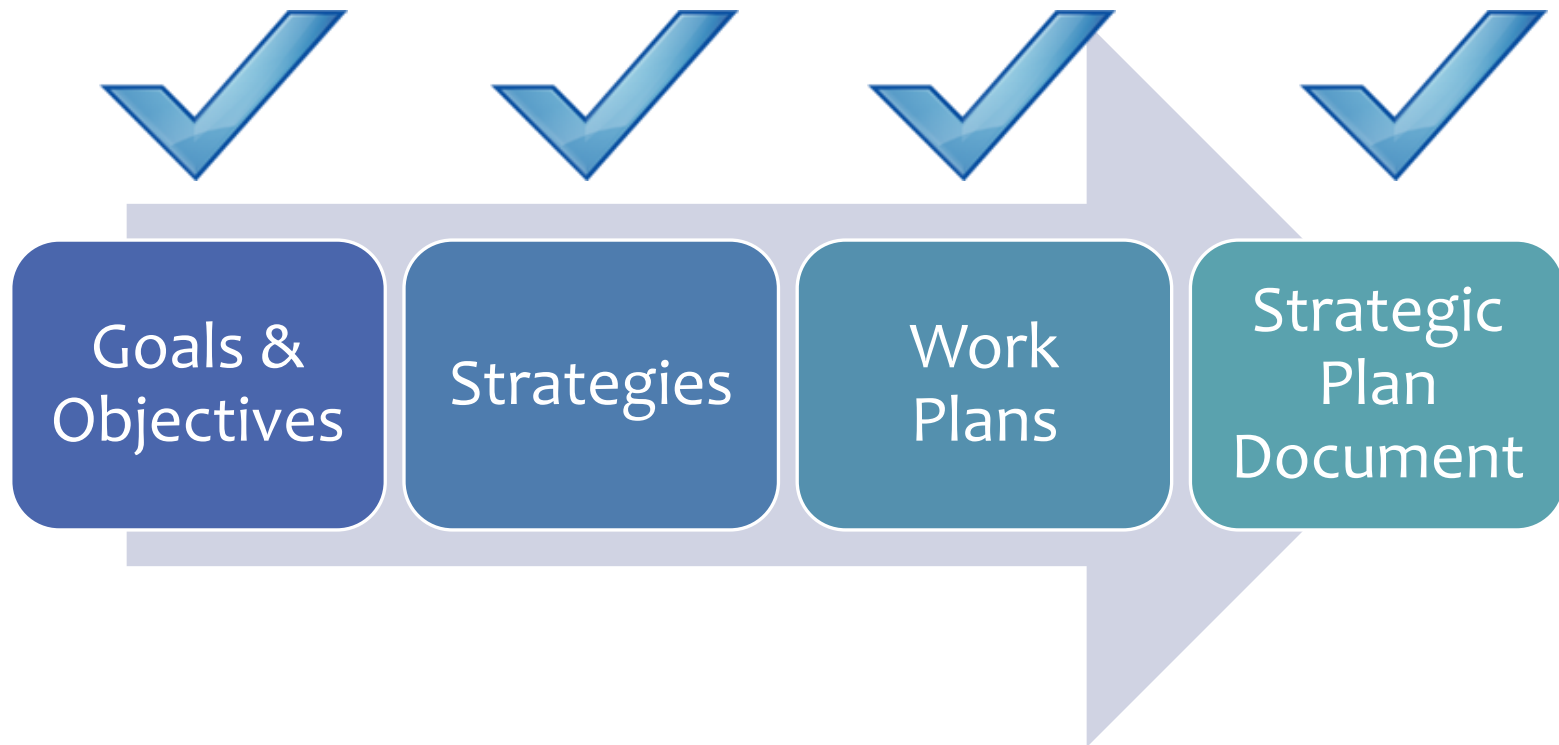 Goals &
Objectives
Strategies
Work
Plans
Strategic
Plan
Document